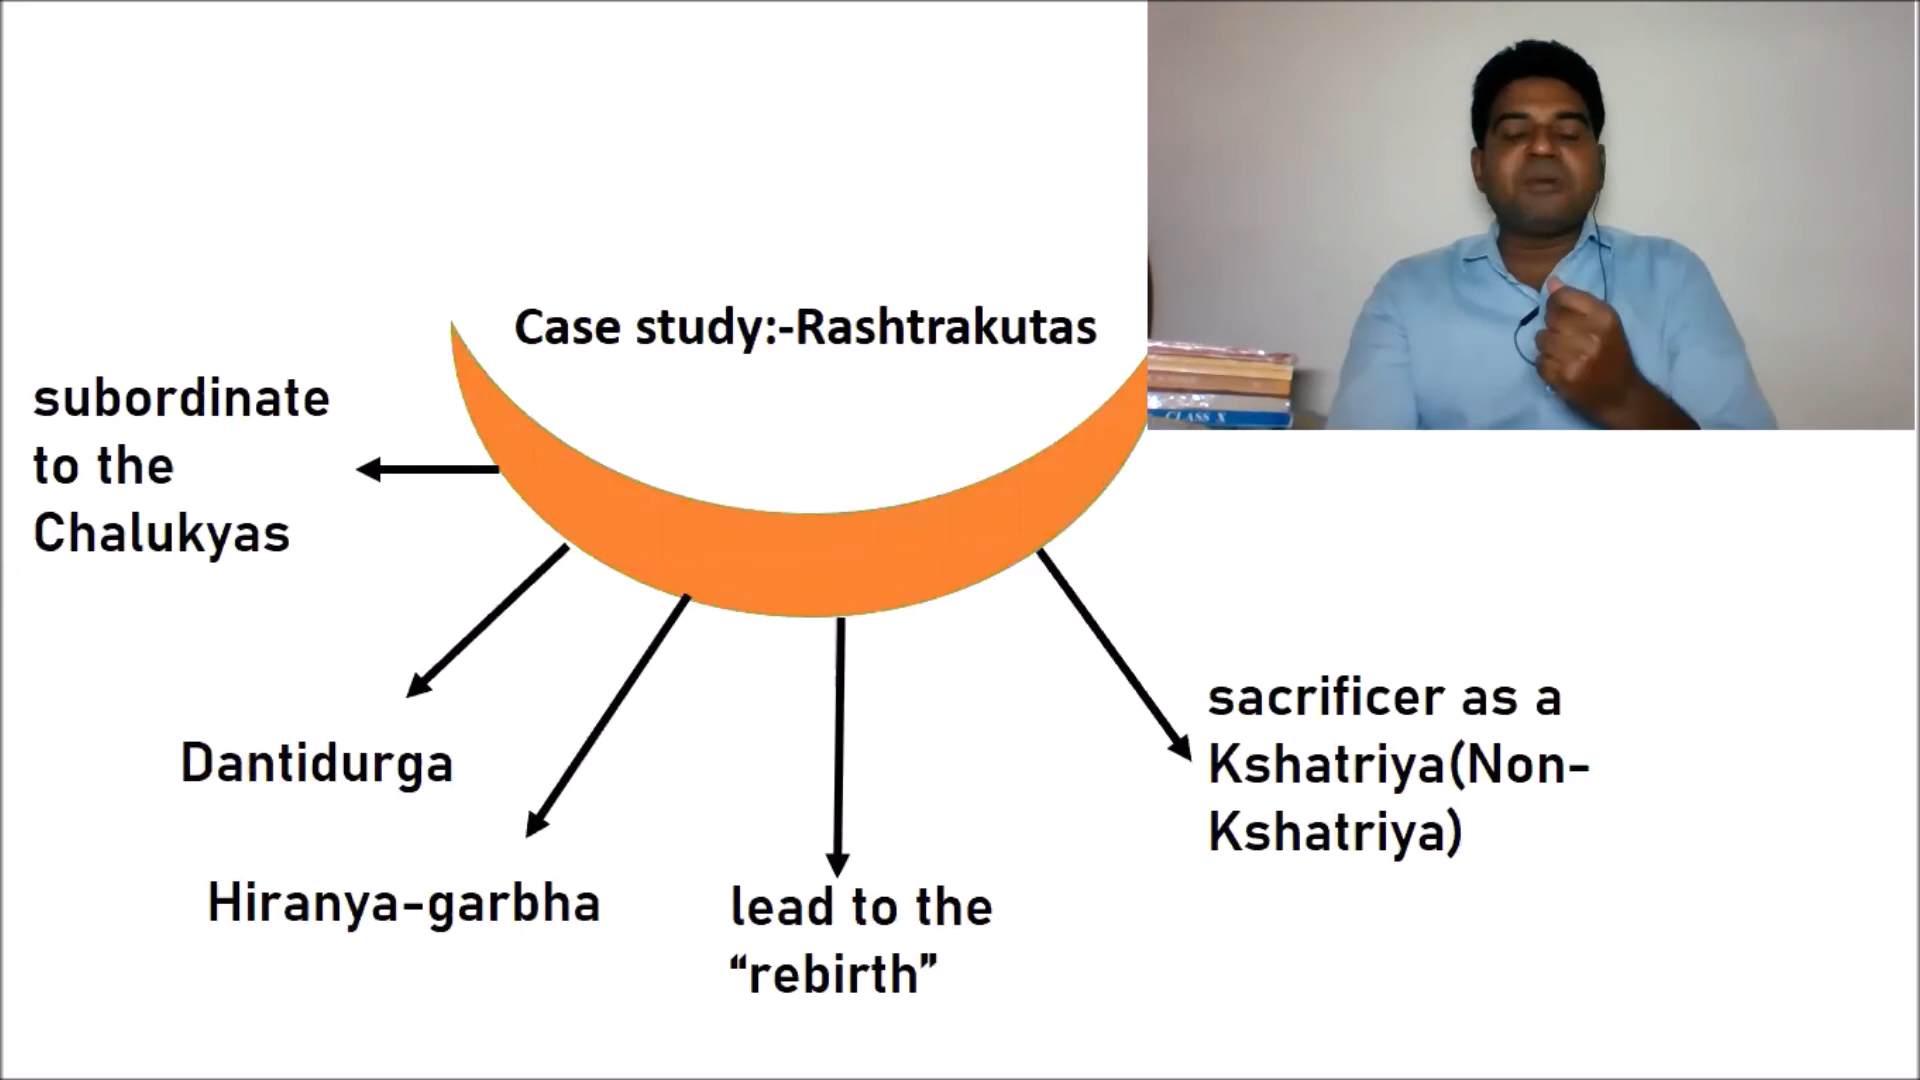 Case study:-Rashtrakutas
subordinate
to the
Chalukyas
Dantidurga
Hiranya-garbha
lead to the
“rebirth”
sacrificer as a
Kshatriya(Non-
Kshatriya)
CLASS X